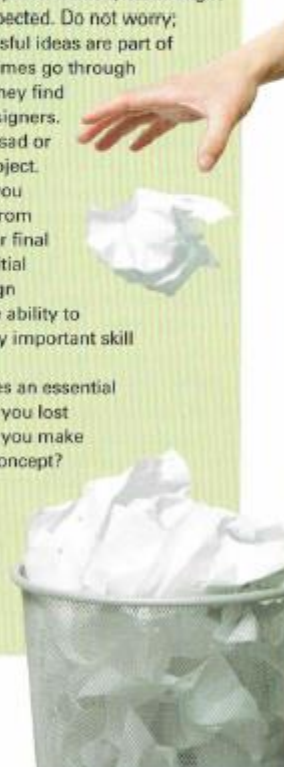 pected. Do not worry;
sful ideas are part of
mes go through
hey find
signers.
sad or
oject.
ou
rom
r final
tial
gn
e ability to
y important skill
es an essential
you lost
you make
oncept?